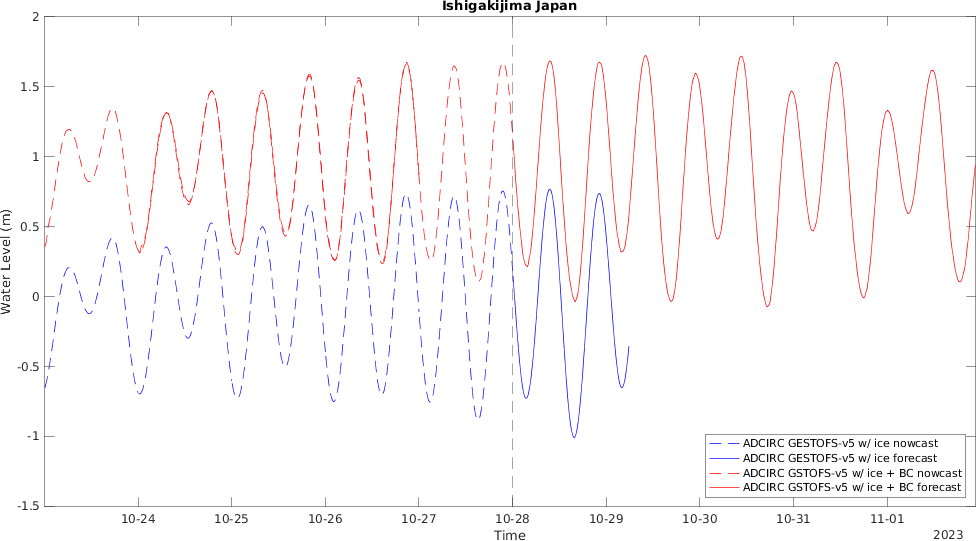 Ishigakijima Japan
2
1.5
1
0.5
0
-0.5
-1
-1.5
Water Level (m)
10-24
10-25
10-26
10-27
10-28
10-29
10-30
10-31
11-01
Time
2023
ADCIRC GESTOFS-v5 w/ ice nowcast
ADCIRC GESTOFS-v5 w/ ice forecast
ADCIRC GSTOFS-v5 w/ ice + BC nowcast
ADCIRC GSTOFS-v5 w/ ice + BC forecast